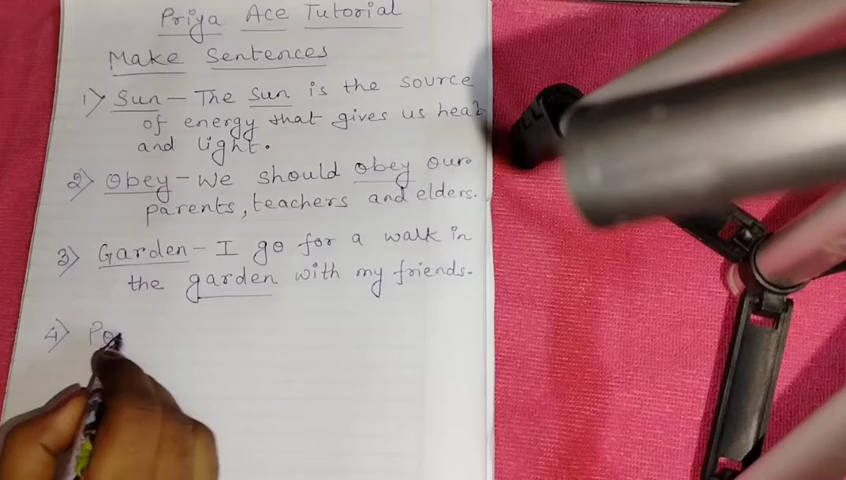 Priya Ace Tutorial
Make Sentences
1) Sun - The Sun is the source
of energy that gives us heat
and light.
2) Obey - We should obey our
parents, teachers and elders.
3) Garden - I go for a walk in
the garden with my friends.
4)